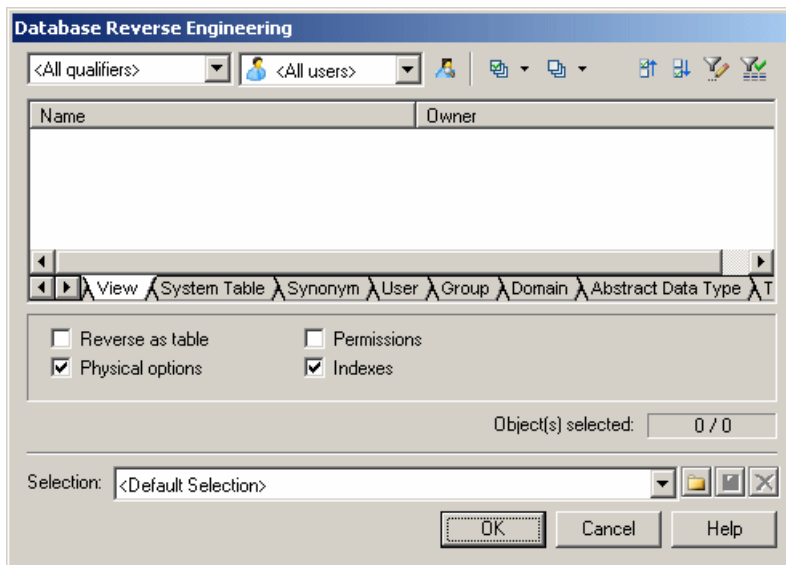 Database Reverse Engineering
<All qualifiers> <All users>
Name Owner
View System Table Synonym User Group Domain Abstract Data Type T
Reverse as table Permissions
Physical options Indexes
Object(s) selected: 0 / 0
Selection: <Default Selection>
OK Cancel Help